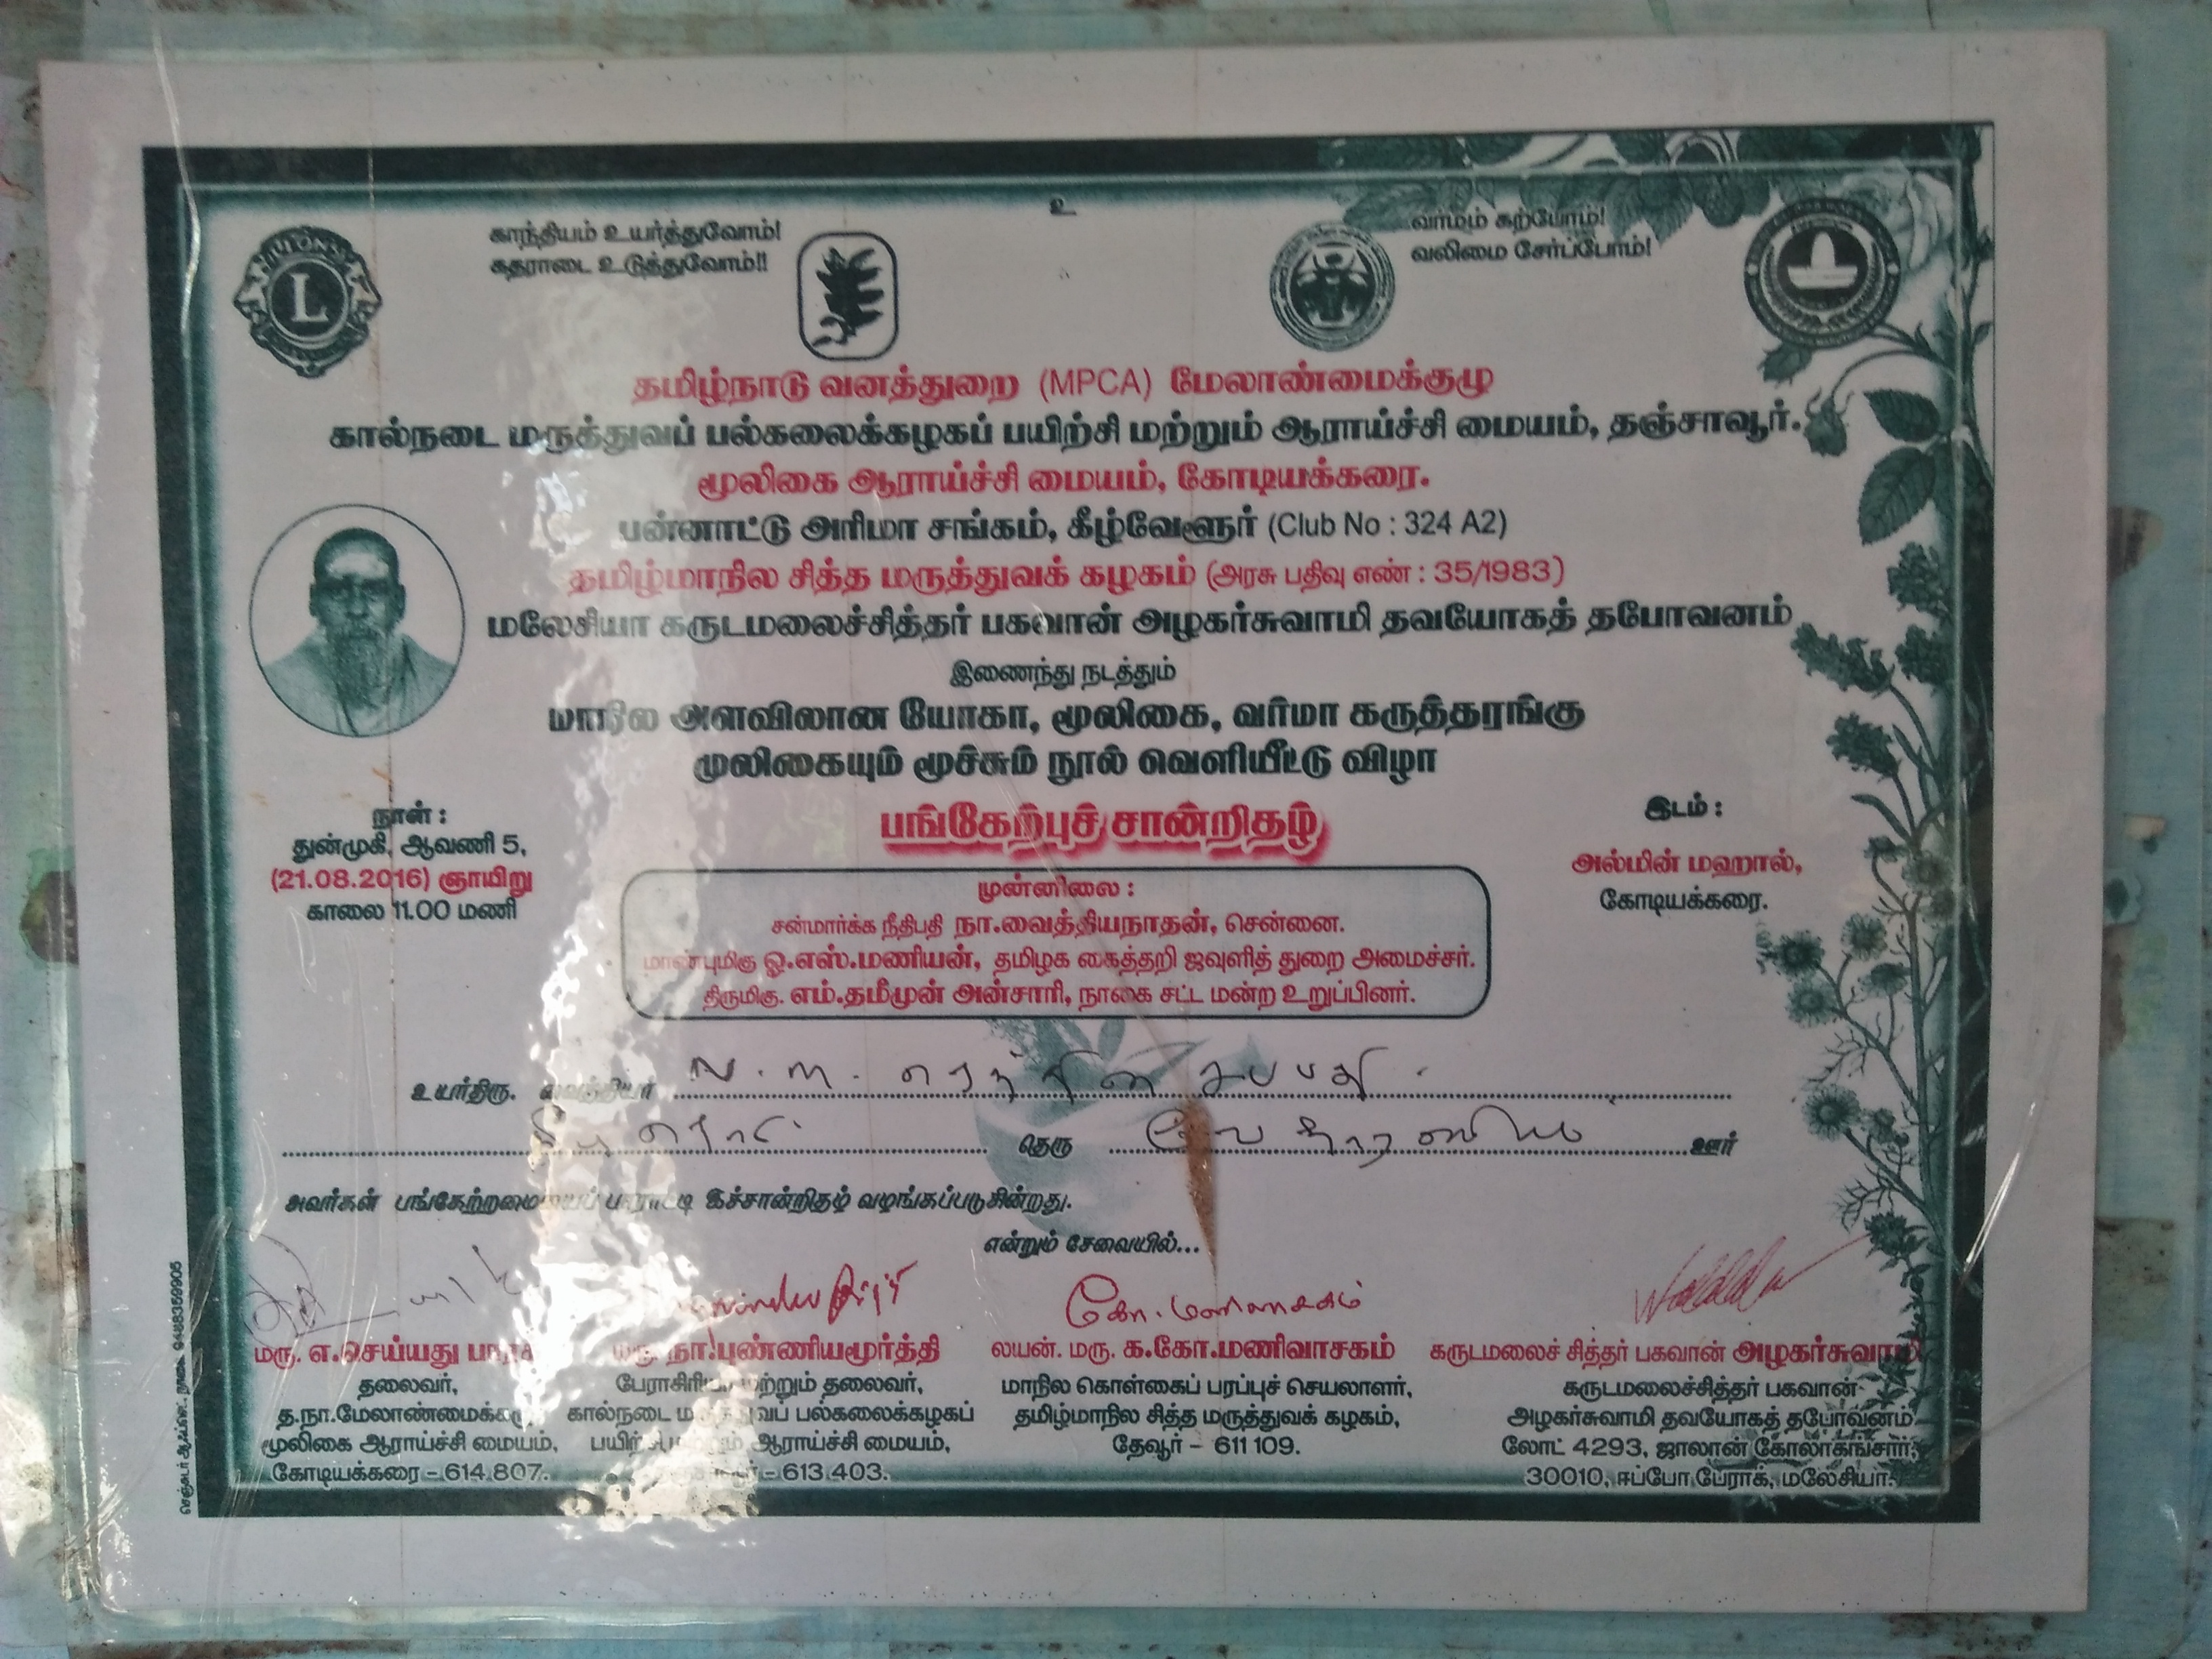 உ
காந்தியம் உயர்த்துவோம்!
கதராடை உடுத்துவோம்!!
வர்மம் கற்போம்!
வலிமை சேர்ப்போம்!
L
தமிழ்நாடு வனத்துறை (MPCA) மேலாண்மைக்குழு
கால்நடை மருத்துவப் பல்கலைக்கழகப் பயிற்சி மற்றும் ஆராய்ச்சி மையம், தஞ்சாவூர்.
மூலிகை ஆராய்ச்சி மையம், கோடியக்கரை.
பன்னாட்டு அரிமா சங்கம், கீழ்வேளூர் (Club No : 324 A2)
தமிழ்மாநில சித்த மருத்துவக் கழகம் (அரசு பதிவு எண் : 35/1983)
மலேசியா கருடமலைச்சித்தர் பகவான் அழகர்சுவாமி தவயோகத் தபோவனம்
இணைந்து நடத்தும்
மாநில அளவிலான யோகா, மூலிகை, வர்மா கருத்தரங்கு
மூலிகையும் மூச்சும் நூல் வெளியீட்டு விழா
பங்கேற்புச் சான்றிதழ்
நாள் :
துன்முகி, ஆவணி 5,
(21.08.2016) ஞாயிறு
காலை 11.00 மணி
இடம் :
அல்மின் மஹால்,
கோடியக்கரை.
முன்னிலை :
சன்மார்க்க நீதிபதி நா.வைத்தியநாதன், சென்னை.
மாண்புமிகு ஓ.எஸ்.மணியன், தமிழக கைத்தறி ஜவுளித் துறை அமைச்சர்.
திருமிகு. எம்.தமீமுன் அன்சாரி, நாகை சட்ட மன்ற உறுப்பினர்.
உயர்திரு. வைத்தியர்
தெரு வேதாரணியம் ஊர்
அவர்கள் பங்கேற்றமையைப் பாராட்டி இச்சான்றிதழ் வழங்கப்படுகின்றது.
என்றும் சேவையில்...
கோ. மணிவாசகம்
மரு. எ.செய்யது
தலைவர்,
த.நா.மேலாண்மைக்குழு,
மூலிகை ஆராய்ச்சி மையம்,
கோடியக்கரை – 614 807.
மரு. நா.புண்ணியமூர்த்தி
பேராசிரியர் மற்றும் தலைவர்,
கால்நடை மருத்துவப் பல்கலைக்கழகப்
பயிற்சி மற்றும் ஆராய்ச்சி மையம்,
தஞ்சாவூர் – 613 403.
லயன். மரு. க.கோ.மணிவாசகம்
மாநில கொள்கைப் பரப்புச் செயலாளர்,
தமிழ்மாநில சித்த மருத்துவக் கழகம்,
தேவூர் – 611 109.
கருடமலைச் சித்தர் பகவான் அழகர்சுவாமி
கருடமலைச்சித்தர் பகவான்
அழகர்சுவாமி தவயோகத் தபோவனம்
லோட் 4293, ஜாலான் கோலாகங்சார்,
30010, ஈப்போ பேராக், மலேசியா.